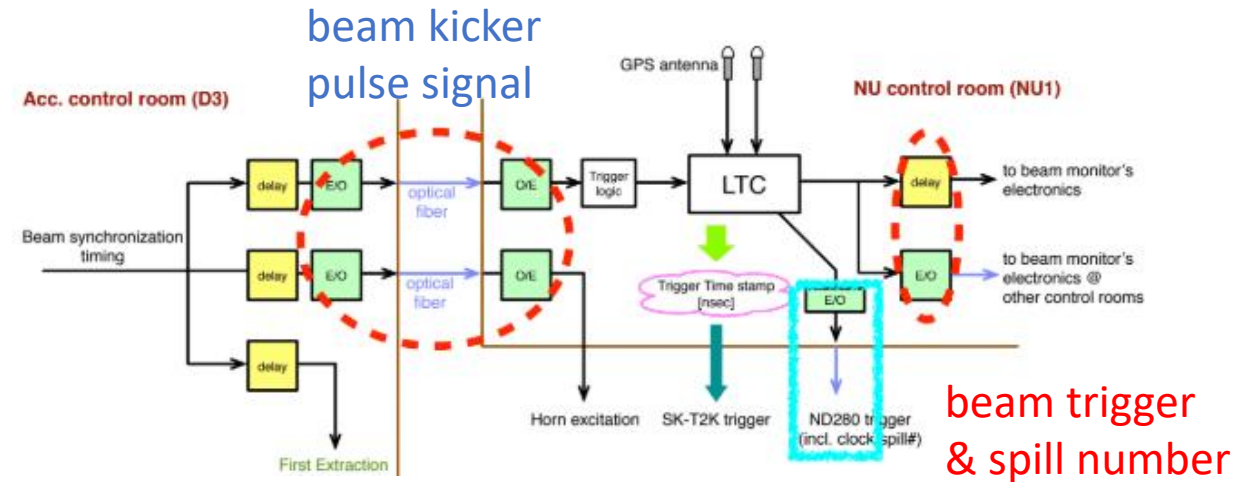 beam kicker
pulse signal
GPS antenna
Acc. control room (D3)
NU control room (NU1)
delay
E/O
optical
fiber
O/E
Trigger
logic
LTC
delay
to beam monitor's
electronics
Beam synchronization
timing
delay
E/O
optical
fiber
O/E
Trigger Time stamp
[nsec]
E/O
E/O
to beam monitor's
electronics @
other control rooms
delay
Horn excitation
SK-T2K trigger
ND280 trigger
(incl. clock spill#)
First Extraction
beam trigger
& spill number